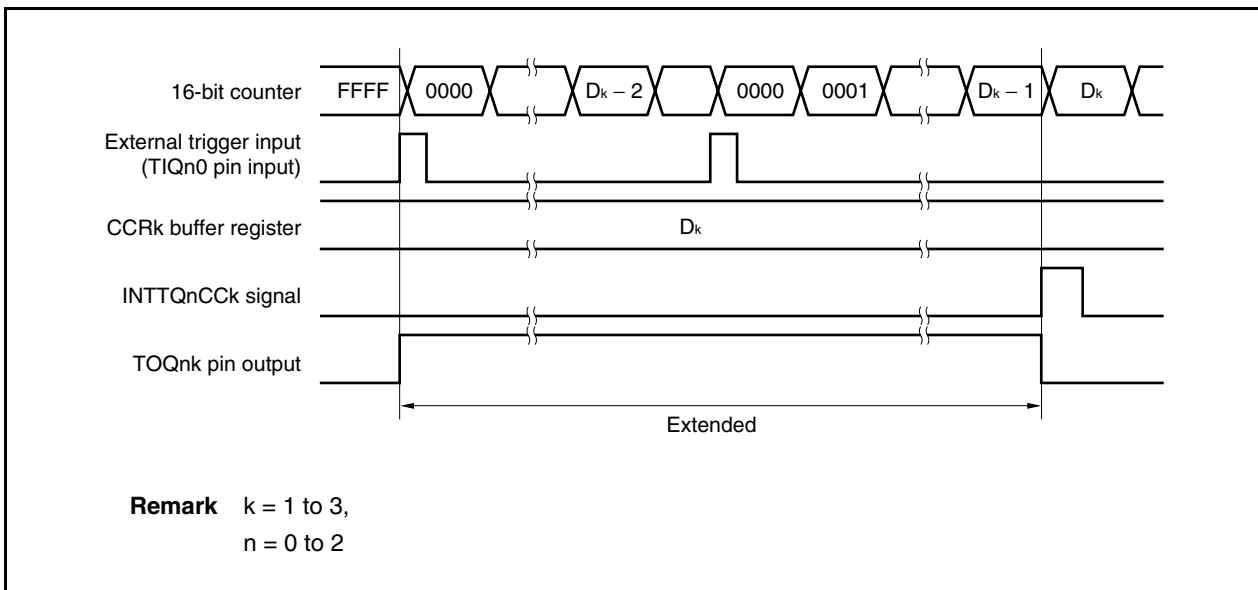 16-bit counter FFFF 0000 Dk − 2 0000 0001 Dk − 1 Dk
External trigger input
(TIQn0 pin input)
CCRk buffer register Dk
INTTQnCCk signal
TOQnk pin output
Extended
Remark k = 1 to 3,
n = 0 to 2